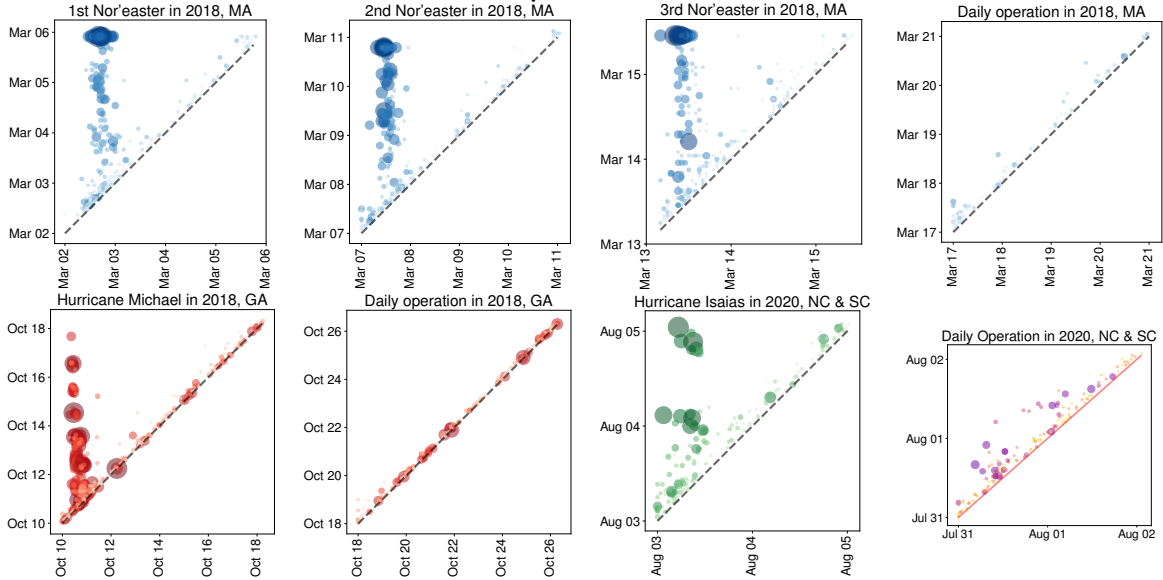 1st Nor'easter in 2018, MA
Mar 06
Mar 05
Mar 04
Mar 03
Mar 02
Mar 02
Mar 03
Mar 04
Mar 05
Mar 06
2nd Nor'easter in 2018, MA
Mar 11
Mar 10
Mar 09
Mar 08
Mar 07
Mar 07
Mar 08
Mar 09
Mar 10
Mar 11
3rd Nor'easter in 2018, MA
Mar 15
Mar 14
Mar 13
Mar 13
Mar 14
Mar 15
Daily operation in 2018, MA
Mar 21
Mar 20
Mar 19
Mar 18
Mar 17
Mar 17
Mar 18
Mar 19
Mar 20
Mar 21
Hurricane Michael in 2018, GA
Oct 18
Oct 16
Oct 14
Oct 12
Oct 10
Oct 10
Oct 12
Oct 14
Oct 16
Oct 18
Daily operation in 2018, GA
Oct 26
Oct 24
Oct 22
Oct 20
Oct 18
Oct 18
Oct 20
Oct 22
Oct 24
Oct 26
Hurricane Isaias in 2020, NC & SC
Aug 05
Aug 04
Aug 03
Aug 03
Aug 04
Aug 05
Daily Operation in 2020, NC & SC
Aug 02
Aug 01
Jul 31
Jul 31
Aug 01
Aug 02